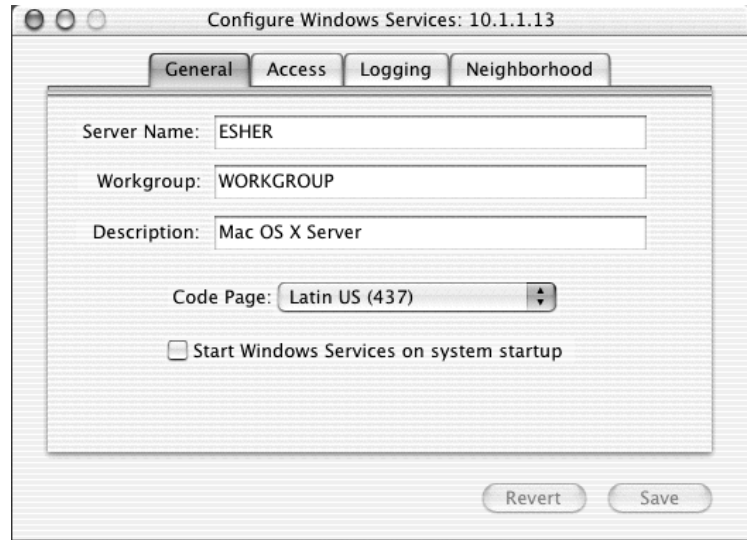 Configure Windows Services: 10.1.1.13
General Access Logging Neighborhood
Server Name: ESHER
Workgroup: WORKGROUP
Description: Mac OS X Server
Code Page: Latin US (437)
Start Windows Services on system startup
Revert Save